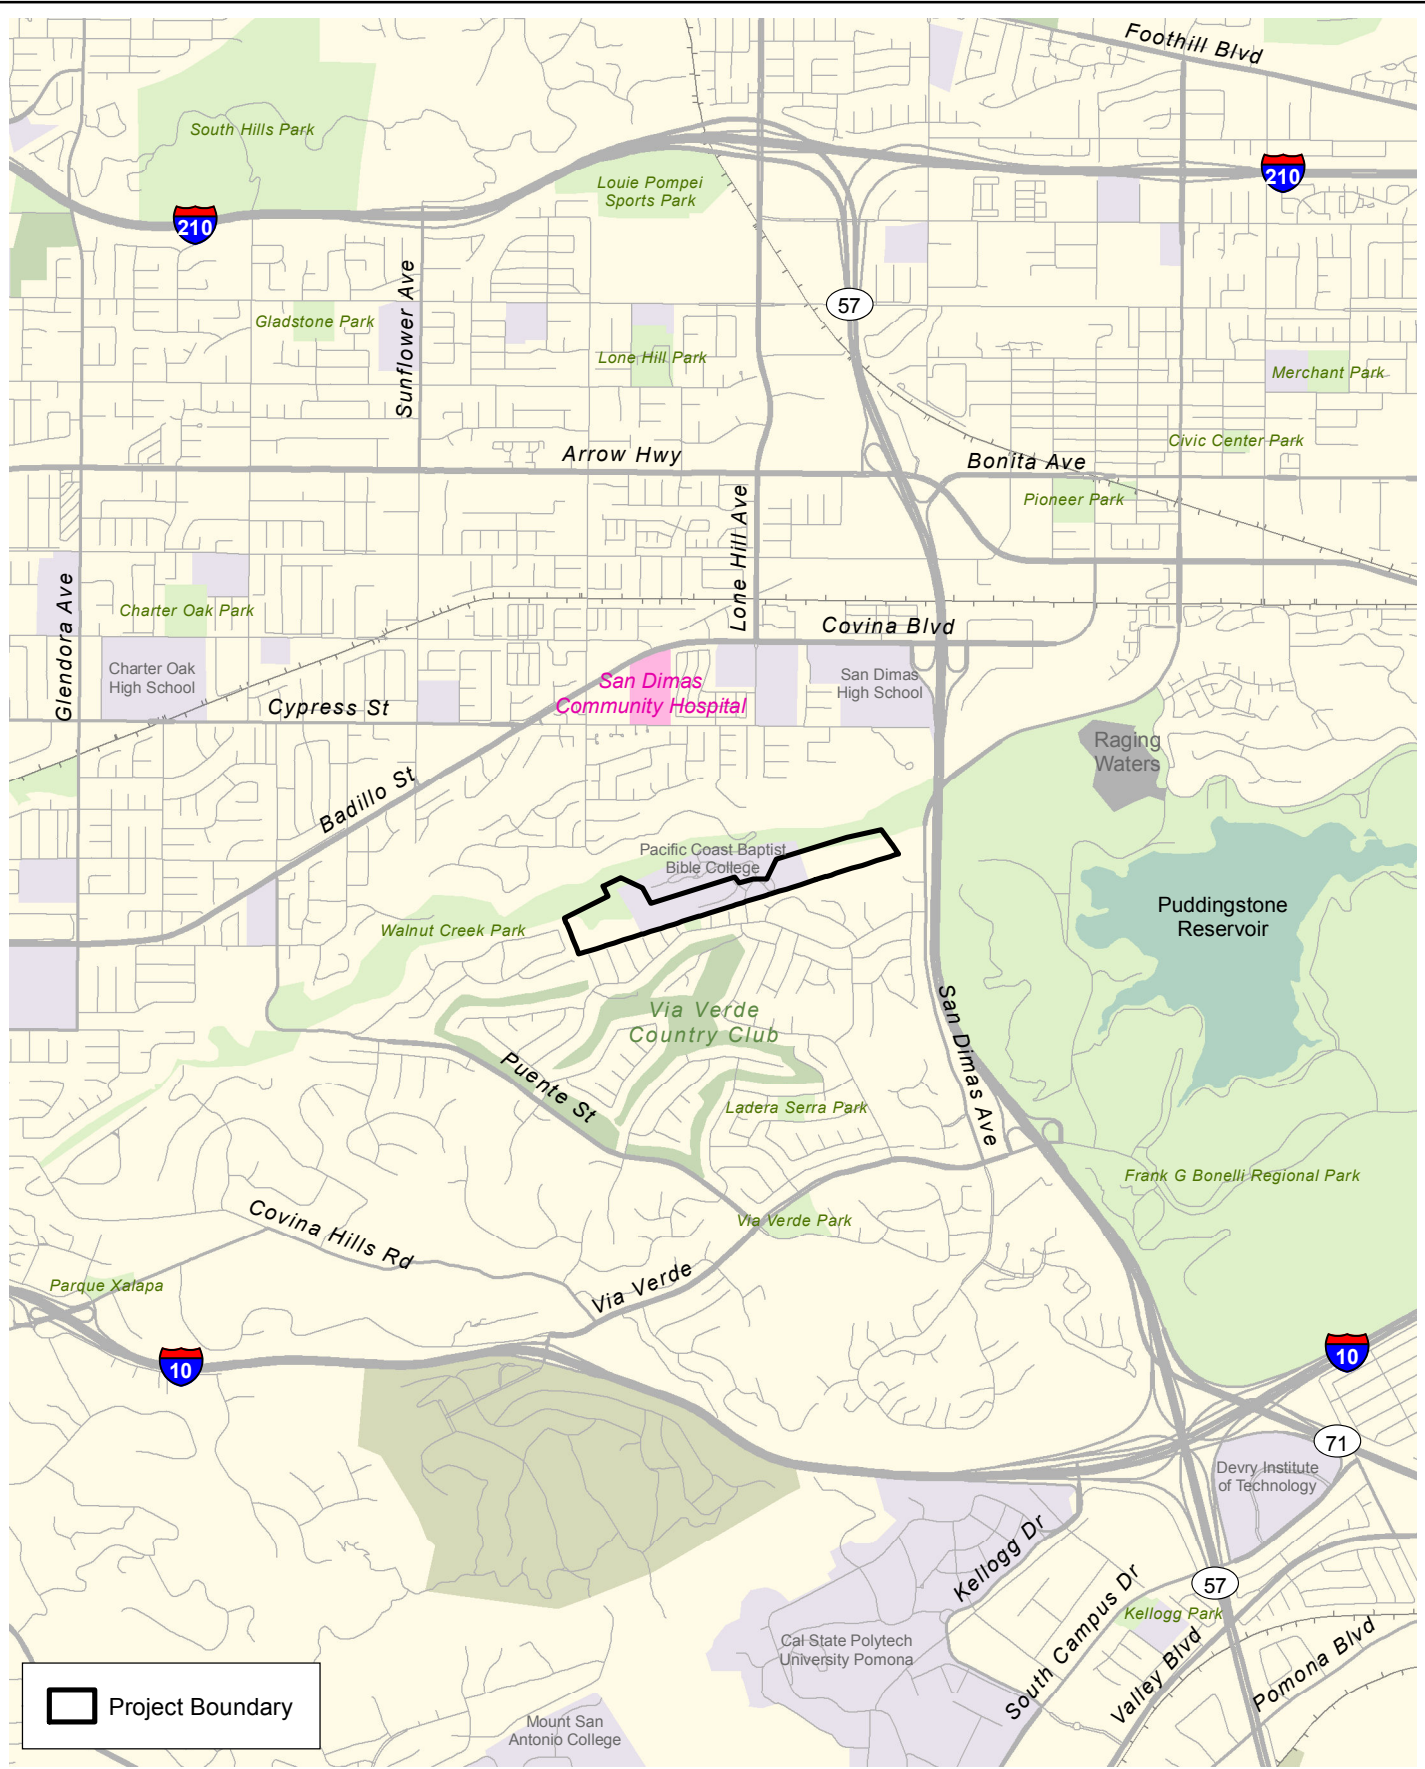 Foothill Blvd
South Hills Park
210
Louie Pompei
Sports Park
210
57
Sunflower Ave
Gladstone Park
Lone Hill Park
Merchant Park
Civic Center Park
Arrow Hwy
Bonita Ave
Pioneer Park
Lone Hill Ave
Glendora Ave
Charter Oak Park
Covina Blvd
Charter Oak
High School
San Dimas
Community Hospital
San Dimas
High School
Cypress St
Raging
Waters
Badillo St
Pacific Coast Baptist
Bible College
Puddingstone
Reservoir
Walnut Creek Park
Via Verde
Country Club
San Dimas Ave
Puente St
Ladera Serra Park
Frank G Bonelli Regional Park
Covina Hills Rd
Via Verde Park
Parque Xalapa
Via Verde
10
10
71
Devry Institute
of Technology
Kellogg Dr
57
South Campus Dr
Kellogg Park
Cal State Polytech
University Pomona
Valley Blvd
Pomona Blvd
Project Boundary
Mount San
Antonio College